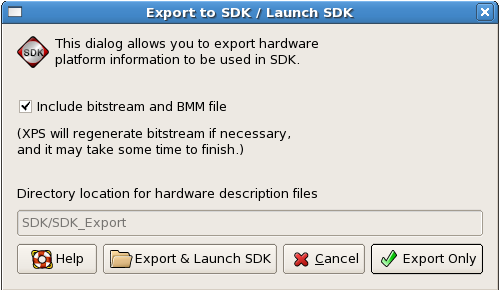 Export to SDK / Launch SDK
SDK
This dialog allows you to export hardware
platform information to be used in SDK.
Include bitstream and BMM file
(XPS will regenerate bitstream if necessary,
and it may take some time to finish.)
Directory location for hardware description files
SDK/SDK_Export
Help
Export & Launch SDK
Cancel
Export Only